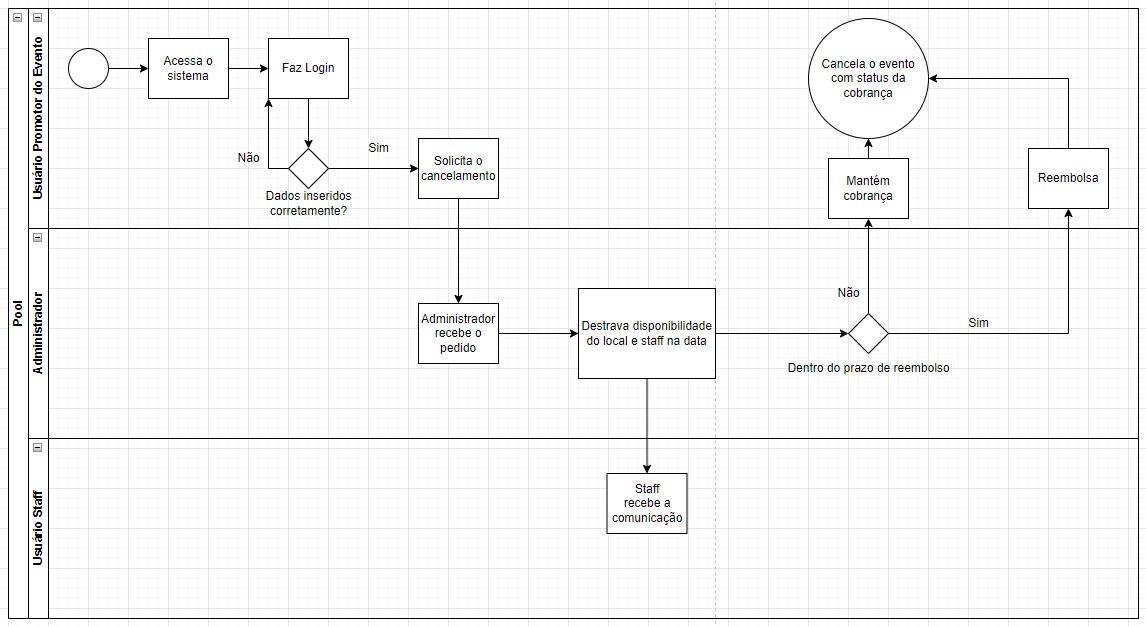 Pool
Usuário Promotor do Evento
Acessa o
sistema
Faz Login
Não
Sim
Dados inseridos
corretamente?
Solicita o
cancelamento
Cancela o evento
com status da
cobrança
Mantém
cobrança
Reembolsa
Administrador
Administrador
recebe o
pedido
Destrava disponibilidade
do local e staff na data
Não
Sim
Dentro do prazo de reembolso
Usuário Staff
Staff
recebe a
comunicação